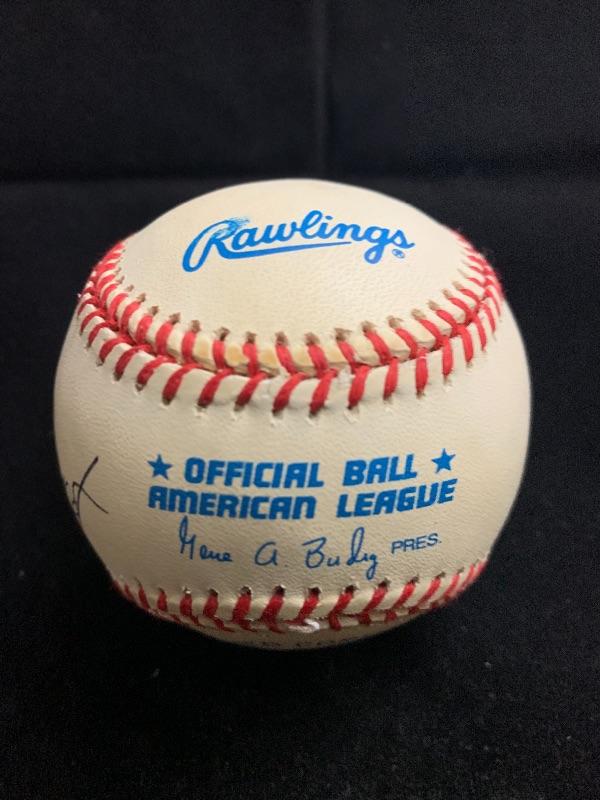 Rawlings®
★ OFFICIAL BALL ★
AMERICAN LEAGUE
Gene A. Budig PRES.